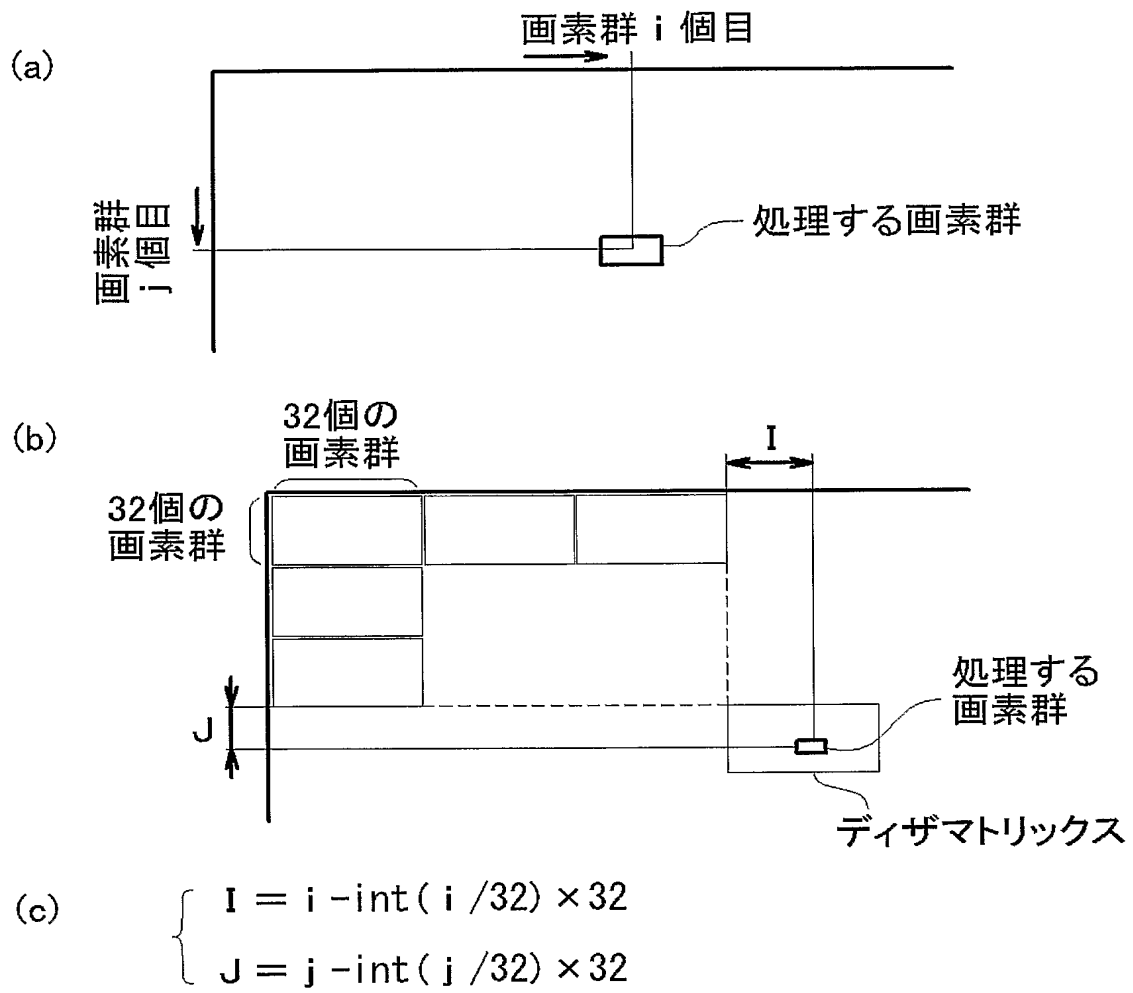 (a)
画素群 i 個目
画素群
j 個目
処理する画素群
(b)
32個の
画素群
32個の
画素群
I
J
処理する
画素群
ディザマトリックス
(c)
I = i -int( i /32) × 32
J = j -int( j /32) × 32